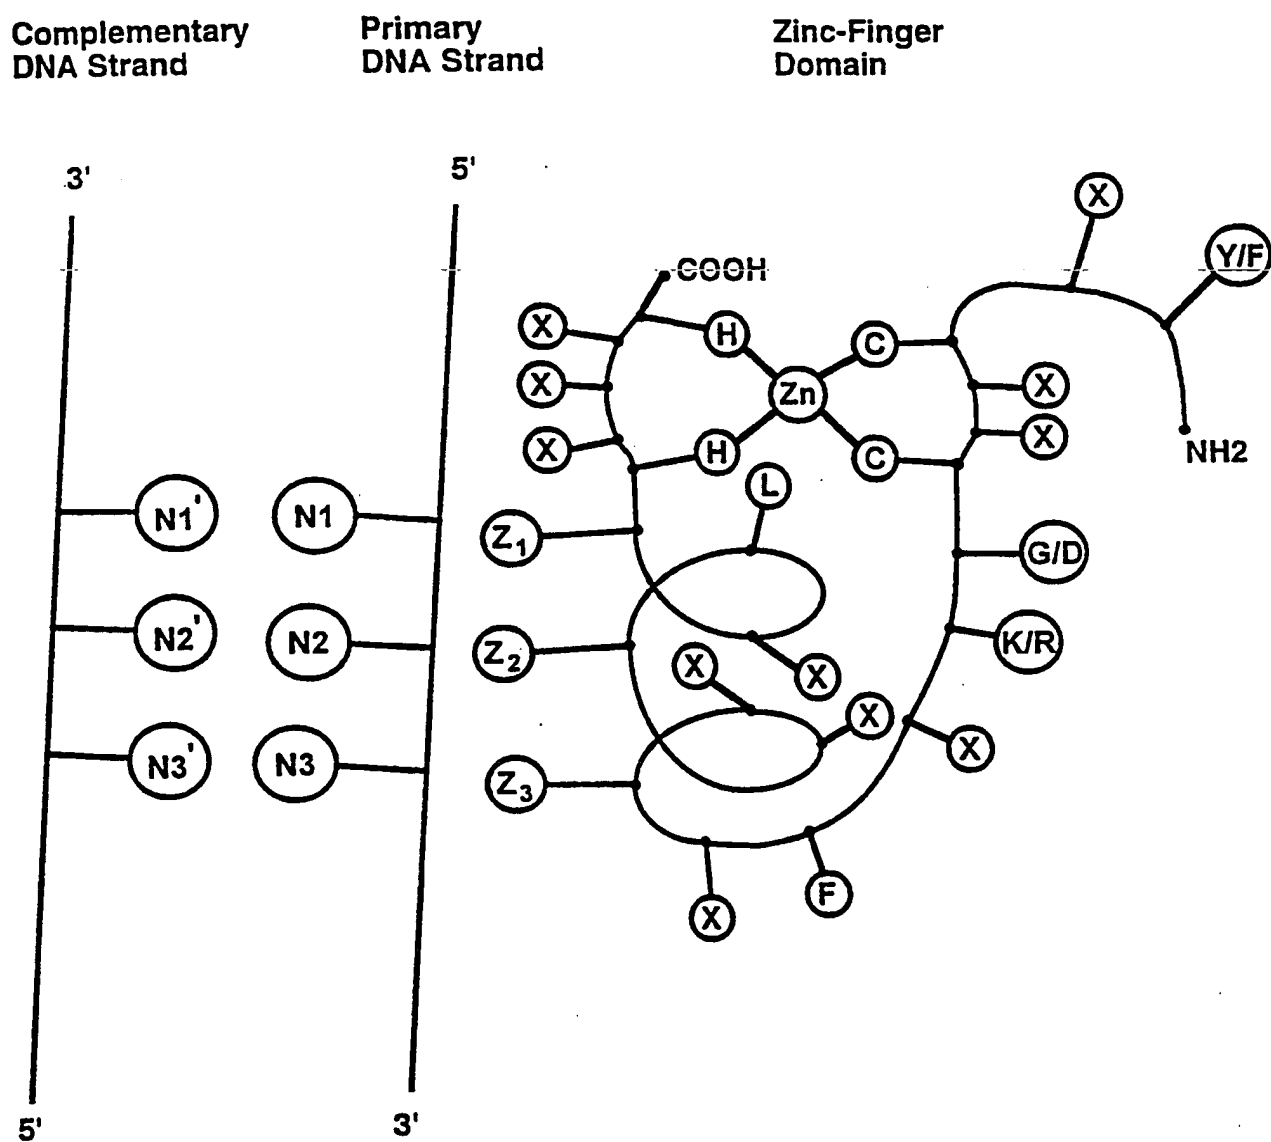 Complementary
DNA Strand
Primary
DNA Strand
Zinc-Finger
Domain
3'
5'
X
Y/F
COOH
X
H
C
Zn
X
X
X
X
H
C
NH2
L
N1'
N1
Z1
G/D
N2'
N2
Z2
K/R
X
X
X
X
N3'
N3
Z3
F
X
5'
3'